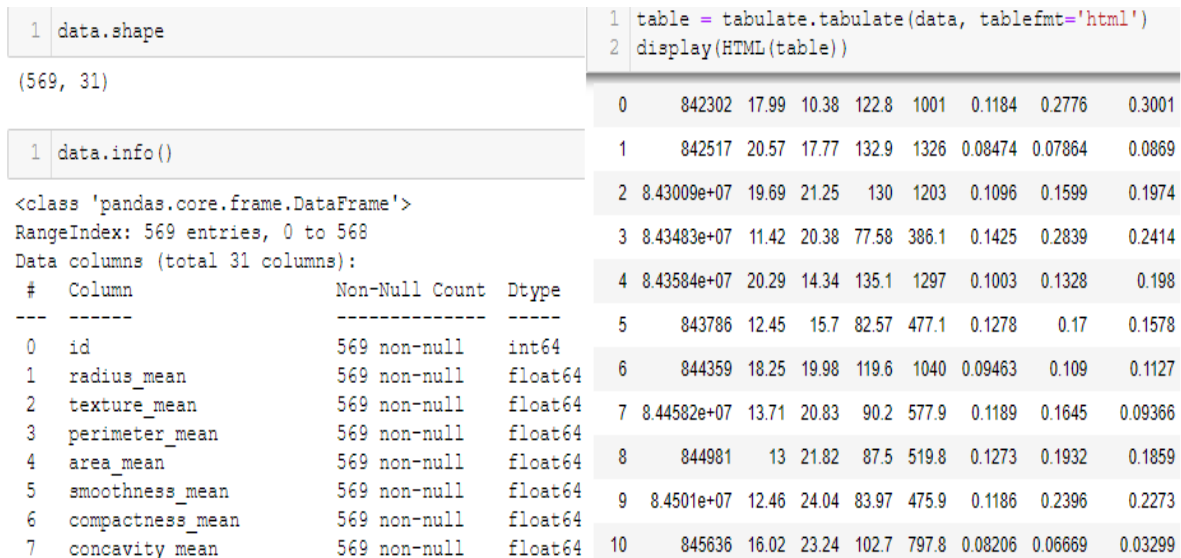 1 data.shape
(569, 31)
1 data.info()
<class 'pandas.core.frame.DataFrame'>
RangeIndex: 569 entries, 0 to 568
Data columns (total 31 columns):
# Column Non-Null Count Dtype
--- ------ -------------- -----
0 id 569 non-null int64
1 radius_mean 569 non-null float64
2 texture_mean 569 non-null float64
3 perimeter_mean 569 non-null float64
4 area_mean 569 non-null float64
5 smoothness_mean 569 non-null float64
6 compactness_mean 569 non-null float64
7 concavity_mean 569 non-null float64
1 table = tabulate.tabulate(data, tablefmt='html')
2 display(HTML(table))
0 842302 17.99 10.38 122.8 1001 0.1184 0.2776 0.3001
1 842517 20.57 17.77 132.9 1326 0.08474 0.07864 0.0869
2 8.43009e+07 19.69 21.25 130 1203 0.1096 0.1599 0.1974
3 8.43483e+07 11.42 20.38 77.58 386.1 0.1425 0.2839 0.2414
4 8.43584e+07 20.29 14.34 135.1 1297 0.1003 0.1328 0.198
5 843786 12.45 15.7 82.57 477.1 0.1278 0.17 0.1578
6 844359 18.25 19.98 119.6 1040 0.09463 0.109 0.1127
7 8.44582e+07 13.71 20.83 90.2 577.9 0.1189 0.1645 0.09366
8 844981 13 21.82 87.5 519.8 0.1273 0.1932 0.1859
9 8.4501e+07 12.46 24.04 83.97 475.9 0.1186 0.2396 0.2273
10 845636 16.02 23.24 102.7 797.8 0.08206 0.06669 0.03299